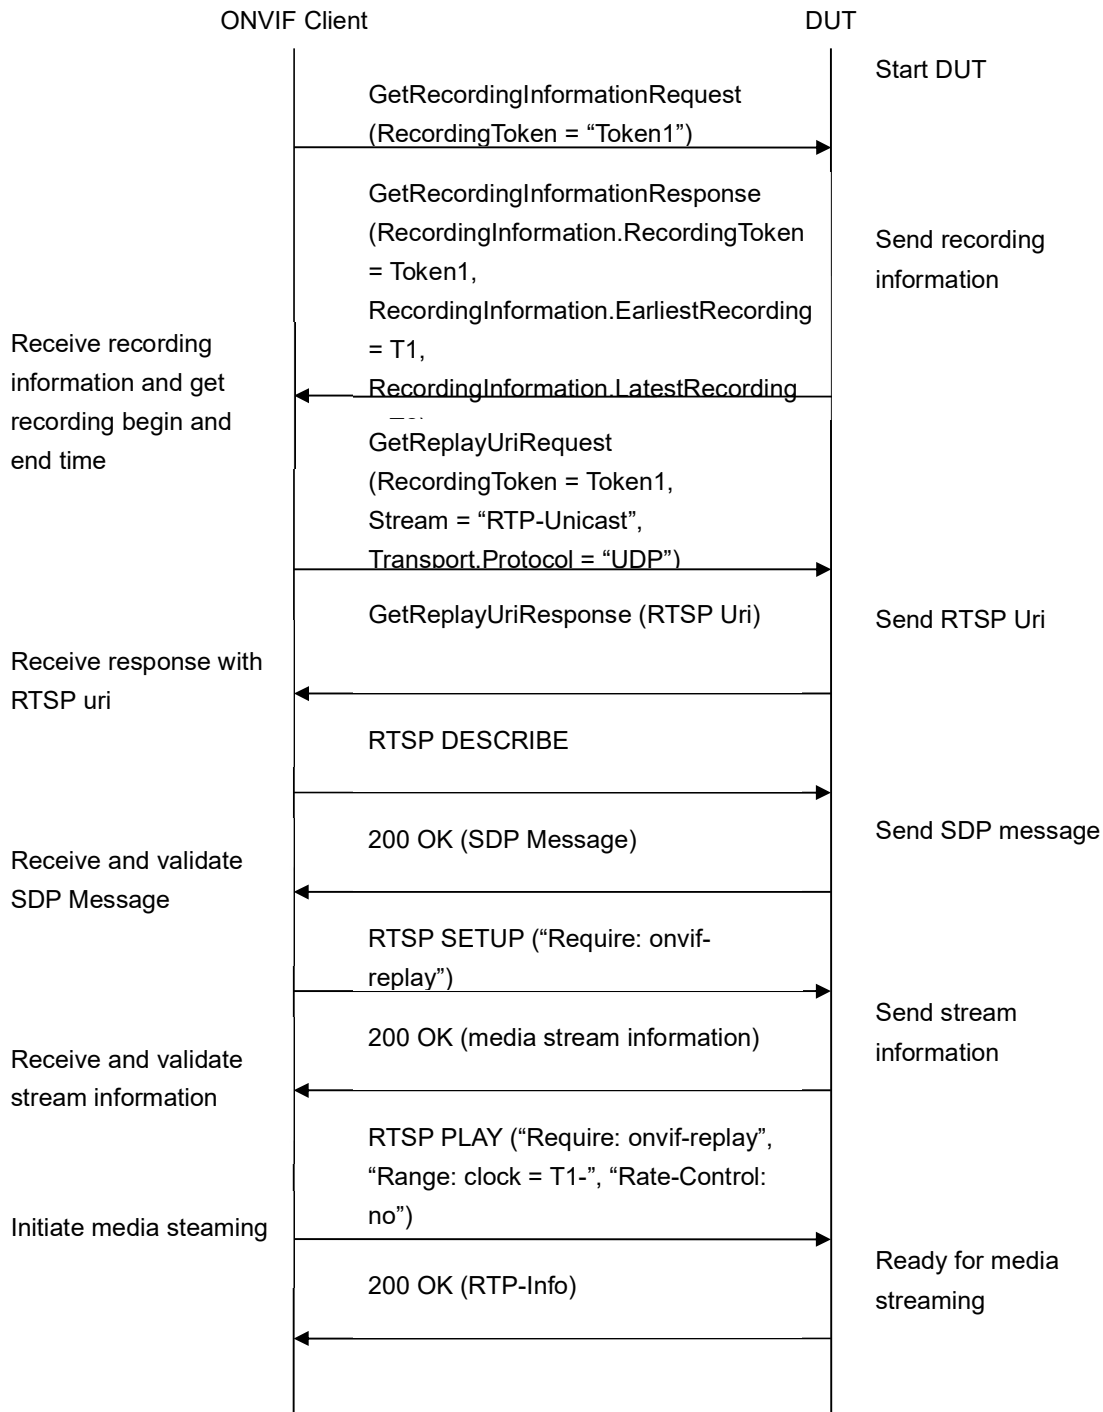 ONVIF Client
DUT
Start DUT
GetRecordingInformationRequest
(RecordingToken = “Token1”)
GetRecordingInformationResponse
(RecordingInformation.RecordingToken
= Token1,
RecordingInformation.EarliestRecording
= T1,
RecordingInformation.LatestRecording
Send recording
information
Receive recording
information and get
recording begin and
end time
GetReplayUriRequest
(RecordingToken = Token1,
Stream = “RTP-Unicast”,
Transport.Protocol = “UDP”)
GetReplayUriResponse (RTSP Uri)
Send RTSP Uri
Receive response with
RTSP uri
RTSP DESCRIBE
200 OK (SDP Message)
Send SDP message
Receive and validate
SDP Message
RTSP SETUP (“Require: onvif-
replay”)
200 OK (media stream information)
Send stream
information
Receive and validate
stream information
RTSP PLAY (“Require: onvif-replay”,
“Range: clock = T1-”, “Rate-Control:
no”)
Initiate media steaming
200 OK (RTP-Info)
Ready for media
streaming